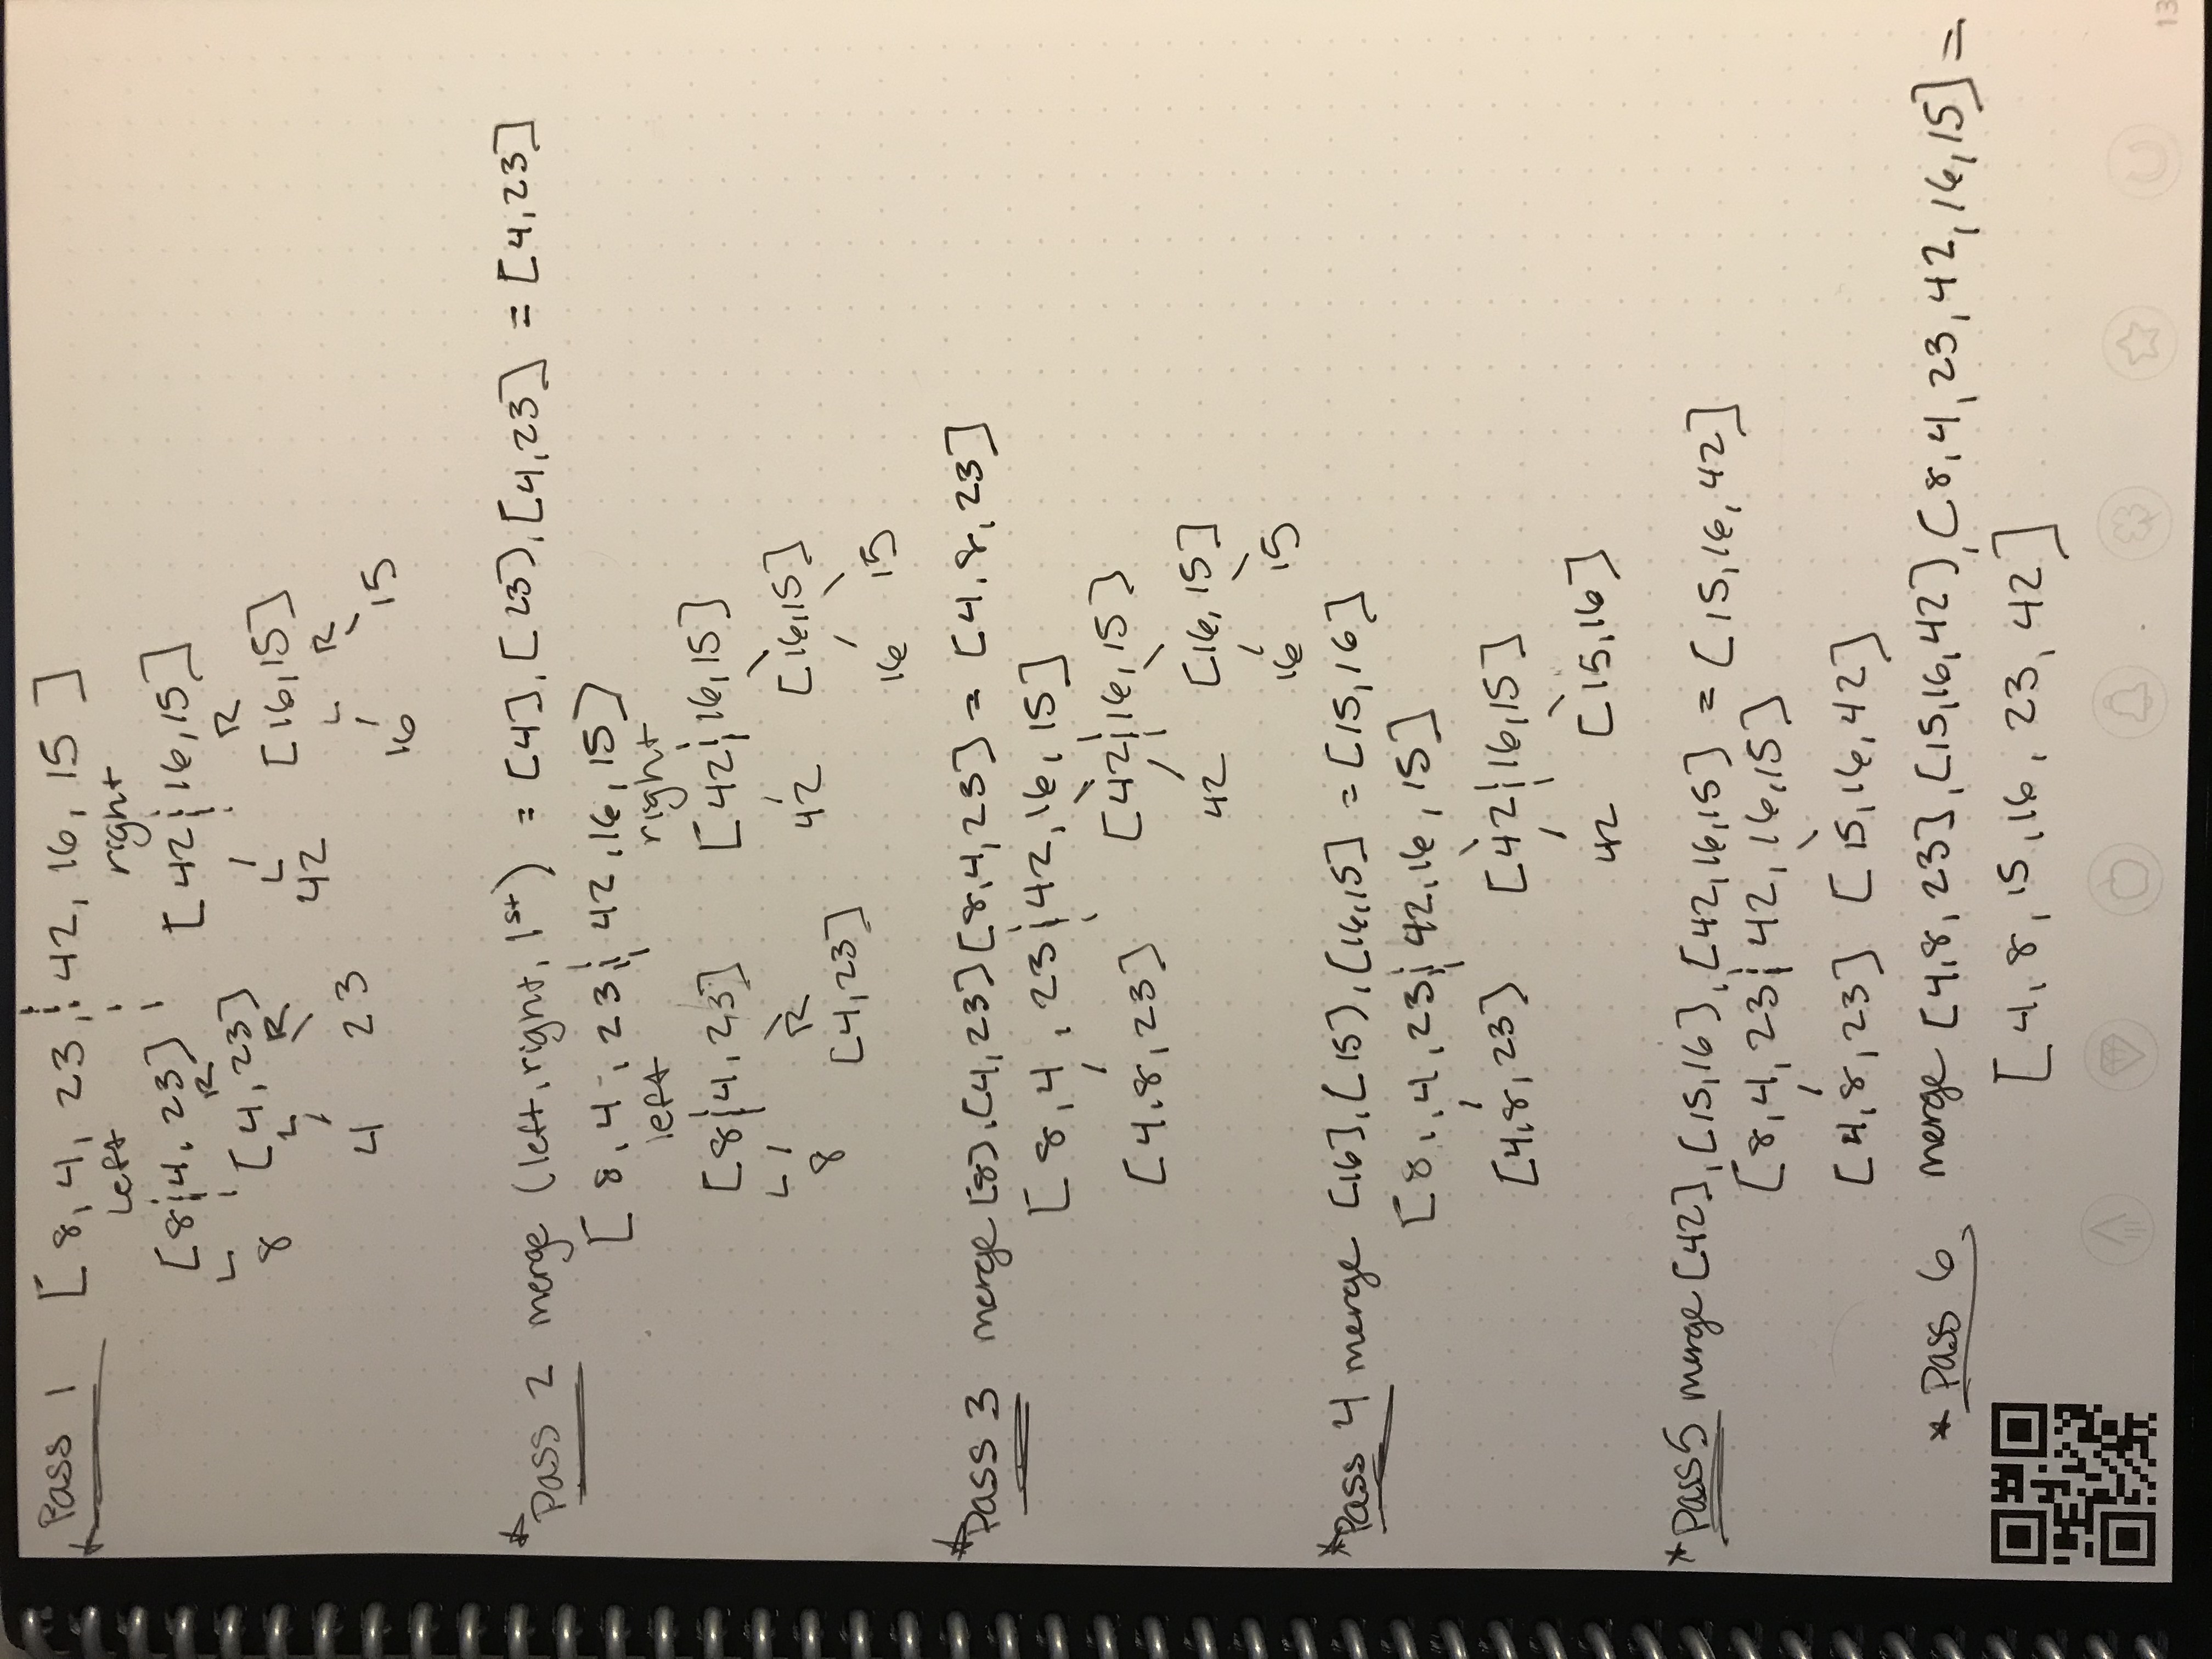 Pass 1 [ 8, 4, 23, ¦ 42, 16, 15 ]
left right
[8¦4, 23] [42¦16,15]
L R R
8 [4,23] L [16,15]
L R 42 L R
4 23 16 15
* Pass 2 merge (left, right, 1st) = [4], [23], [4,23] = [4,23]
[ 8, 4, 23¦ 42,16, 15]
left right
[8¦4, 23] [42¦16,15]
L R 42 [16,15]
8 [4,23] 16 15
* Pass 3 merge [8], [4,23] [8,4,23] = [4,8,23]
[ 8, 4, 23¦42, 16, 15]
[4,8,23] [42¦16,15]
42 [16,15]
16 15
* Pass 4 merge [16], [15], [16,15] = [15,16]
[8,, 4, 23¦ 42,16, 15]
[4,8,23] [42¦16,15]
42 [15,16]
* Pass 5 merge [42], [15,16], [42,16,15] = [15,16,42]
[8,4,23¦ 42, 16,15]
[4,8,23] [15,16,42]
* Pass 6 merge [4,8,23], [15,16,42], [8,4,23,42,16,15] =
[4, 8, 15, 16, 23, 42]
13